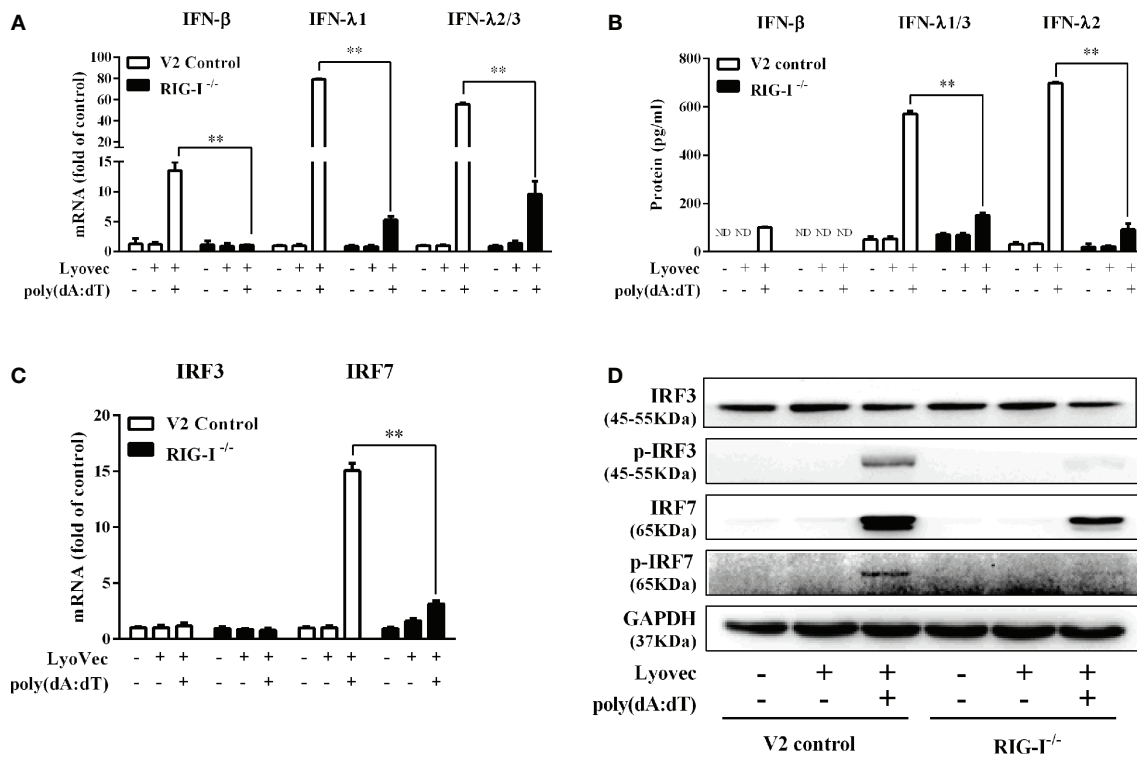 A
IFN-β IFN-λ1 IFN-λ2/3
V2 Control
RIG-I -/-
mRNA (fold of control)
100
80
60
40
20
15
10
5
0
** ** **
Lyovec - + + - + + - + + - + + - + + - + +
poly(dA:dT) - - + - - + - - + - - + - - + - - +
B
IFN-β IFN-λ1/3 IFN-λ2
V2 control
RIG-I -/-
Protein (pg/ml)
800
600
400
200
0
** **
ND ND ND ND ND
Lyovec - + + - + + - + + - + + - + + - + +
poly(dA:dT) - - + - - + - - + - - + - - + - - +
C
IRF3 IRF7
V2 Control
RIG-I -/-
mRNA (fold of control)
20
15
10
5
0
**
LyoVec - + + - + + - + + - + +
poly(dA:dT) - - + - - + - - + - - +
D
IRF3
(45-55KDa)
p-IRF3
(45-55KDa)
IRF7
(65KDa)
p-IRF7
(65KDa)
GAPDH
(37KDa)
Lyovec - + + - + +
poly(dA:dT) - - + - - +
V2 control RIG-I -/-